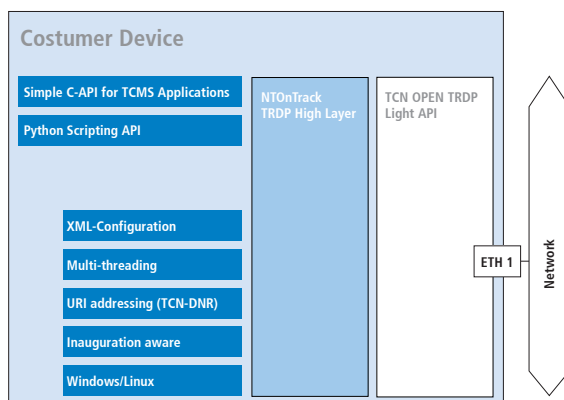 Costumer Device
Simple C-API for TCMS Applications
Python Scripting API
XML-Configuration
Multi-threading
URI addressing (TCN-DNR)
Inauguration aware
Windows/Linux
NTOnTrack
TRDP High Layer
TCN OPEN TRDP
Light API
ETH 1
Network